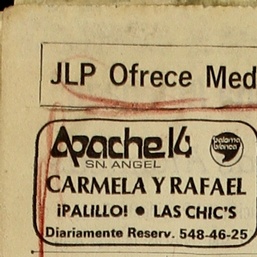 JLP Ofrece Med
Apache 14
paloma blanca
SN. ANGEL
CARMELA Y RAFAEL
¡PALILLO! ● LAS CHIC'S
Diariamente Reserv. 548-46-25